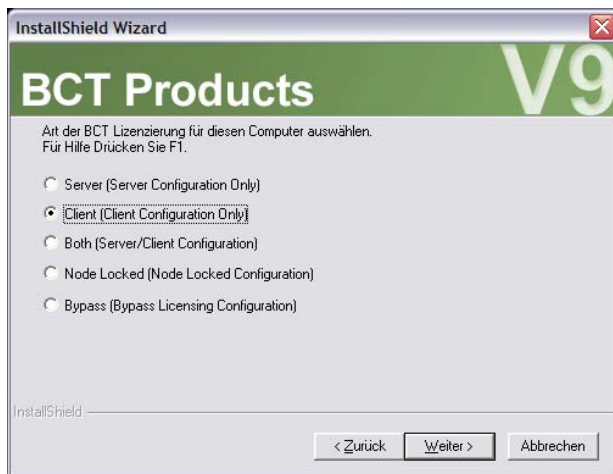 InstallShield Wizard
BCT Products
V9
Art der BCT Lizenzierung für diesen Computer auswählen.
Für Hilfe Drücken Sie F1.
Server (Server Configuration Only)
Client (Client Configuration Only)
Both (Server/Client Configuration)
Node Locked (Node Locked Configuration)
Bypass (Bypass Licensing Configuration)
InstallShield
< Zurück
Weiter >
Abbrechen